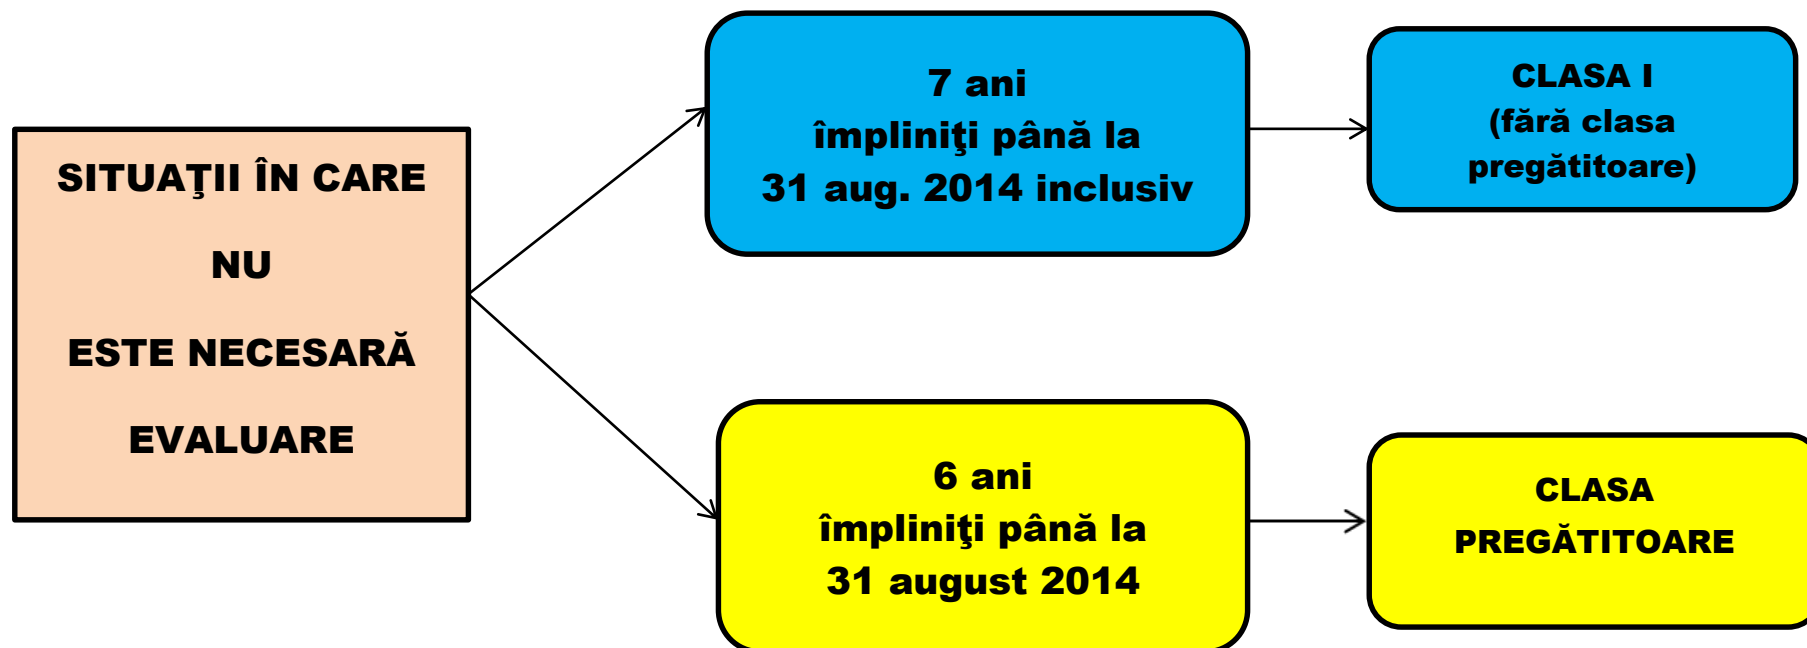 SITUAŢII ÎN CARE
NU
ESTE NECESARĂ
EVALUARE
7 ani
împliniţi până la
31 aug. 2014 inclusiv
CLASA I
(fără clasa
pregătitoare)
6 ani
împliniţi până la
31 august 2014
CLASA
PREGĂTITOARE